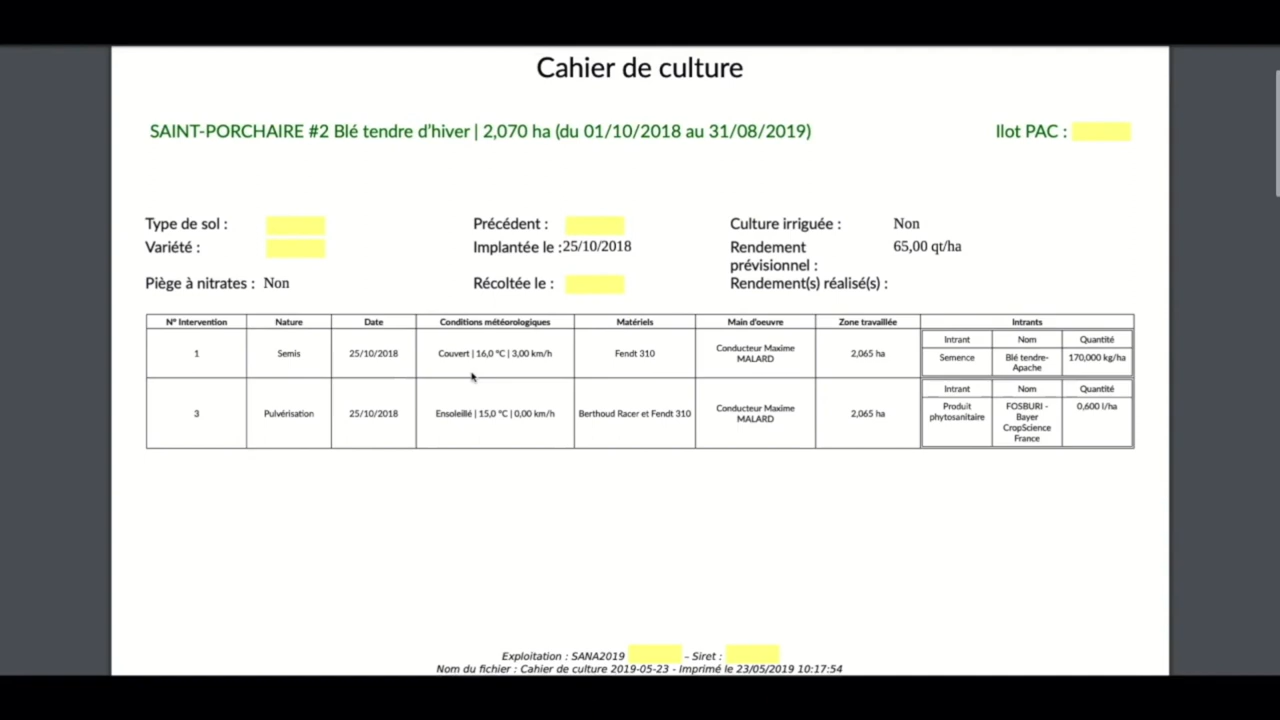 Cahier de culture
SAINT-PORCHAIRE #2 Blé tendre d'hiver | 2,070 ha (du 01/10/2018 au 31/08/2019) Ilot PAC :
Type de sol : Précédent : Culture irriguée : Non
Variété : Implantée le :25/10/2018 Rendement prévisionnel : 65,00 qt/ha
Piège à nitrates : Non Récoltée le : Rendement(s) réalisé(s) :
N° Intervention Nature Date Conditions météorologiques Matériels Main d'oeuvre Zone travaillée Intrants
1 Semis 25/10/2018 Couvert | 16,0 °C | 3,00 km/h Fendt 310 Conducteur Maxime MALARD 2,065 ha
Intrant Nom Quantité
Semence Blé tendre-Apache 170,000 kg/ha
3 Pulvérisation 25/10/2018 Ensoleillé | 15,0 °C | 0,00 km/h Berthoud Racer et Fendt 310 Conducteur Maxime MALARD 2,065 ha
Intrant Nom Quantité
Produit phytosanitaire FOSBURI - Bayer CropScience France 0,600 l/ha
Exploitation : SANA2019 – Siret :
Nom du fichier : Cahier de culture 2019-05-23 - Imprimé le 23/05/2019 10:17:54